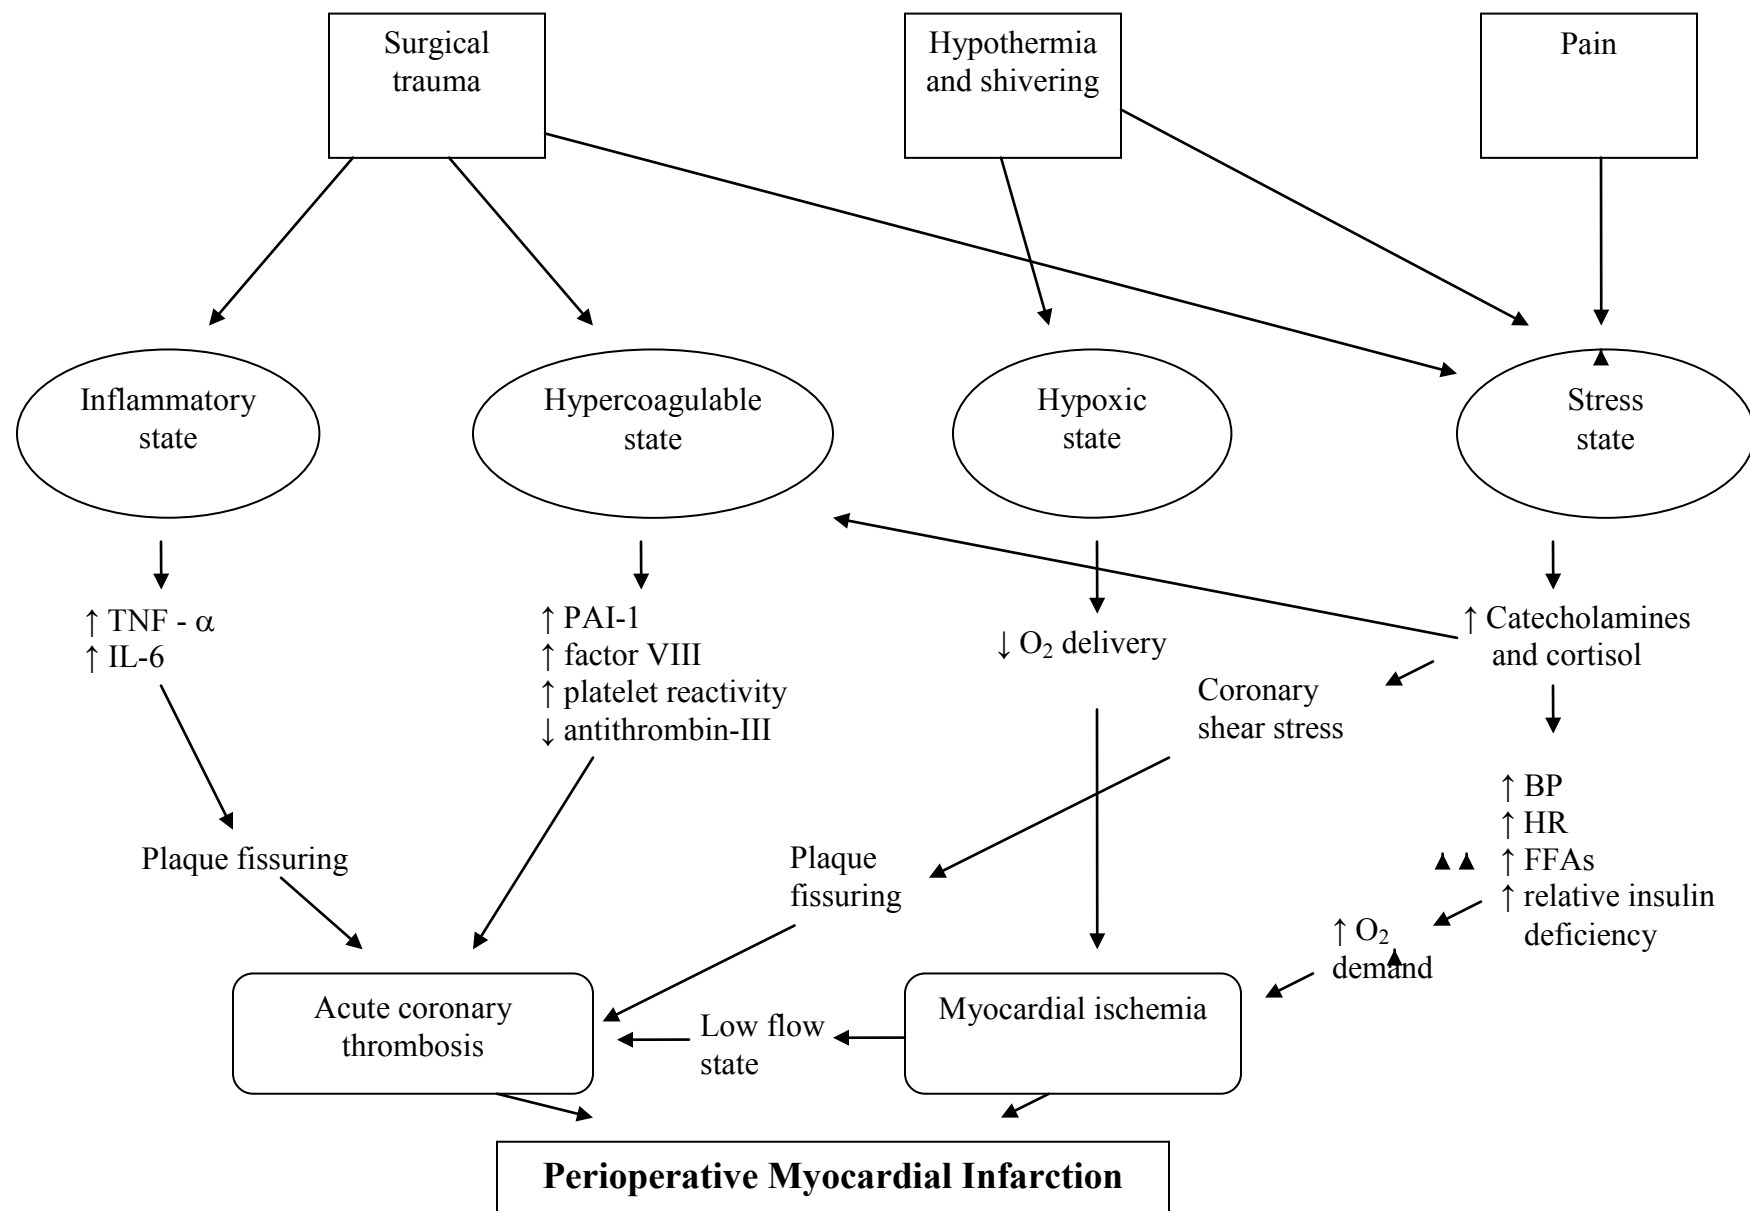 Surgical
trauma
Hypothermia
and shivering
Pain
Inflammatory
state
Hypercoagulable
state
Hypoxic
state
Stress
state
↑ TNF - α
↑ IL-6
↑ PAI-1
↑ factor VIII
↑ platelet reactivity
↓ antithrombin-III
↓ O₂ delivery
↑ Catecholamines
and cortisol
Coronary
shear stress
↑ BP
↑ HR
↑ FFAs
↑ relative insulin
deficiency
Plaque fissuring
Plaque
fissuring
↑ O₂
demand
Acute coronary
thrombosis
Low flow
state
Myocardial ischemia
Perioperative Myocardial Infarction